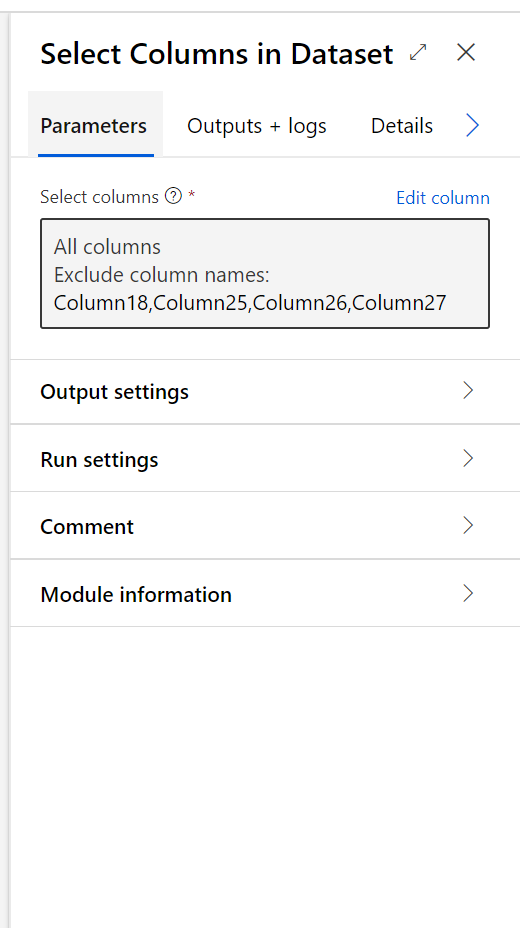 Select Columns in Dataset
Parameters Outputs + logs Details
Select columns ? * Edit column
All columns
Exclude column names:
Column18,Column25,Column26,Column27
Output settings
Run settings
Comment
Module information